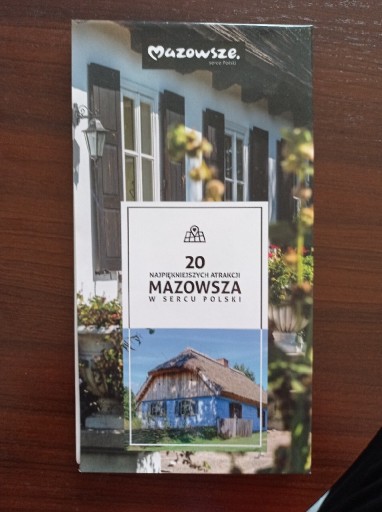 Mazowsze.
serce Polski
20
NAJPIĘKNIEJSZYCH ATRAKCJI
MAZOWSZA
W SERCU POLSKI